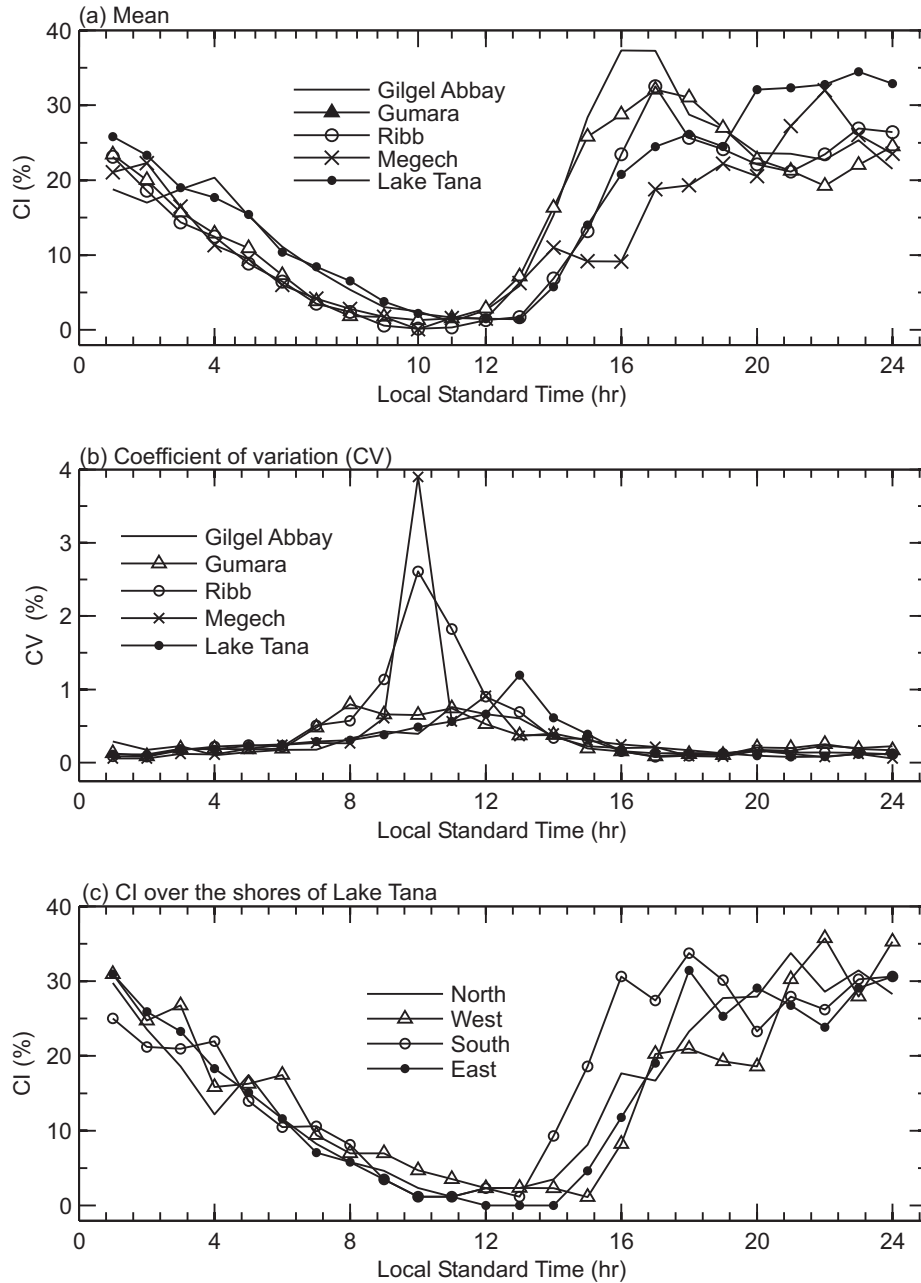 (a) Mean
40
30
20
10
0
CI (%)
Gilgel Abbay
Gumara
Ribb
Megech
Lake Tana
0 4 8 10 12 16 20 24
Local Standard Time (hr)
(b) Coefficient of variation (CV)
4
3
2
1
0
CV (%)
Gilgel Abbay
Gumara
Ribb
Megech
Lake Tana
0 4 8 12 16 20 24
Local Standard Time (hr)
(c) CI over the shores of Lake Tana
40
30
20
10
0
CI (%)
North
West
South
East
0 4 8 12 16 20 24
Local Standard Time (hr)